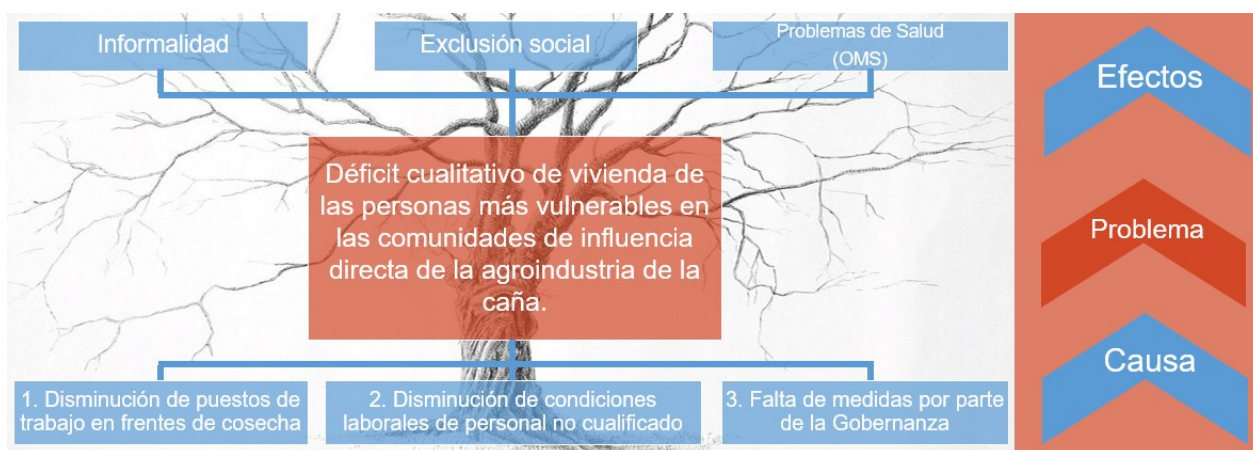 Informalidad
Exclusión social
Problemas de Salud
(OMS)
Efectos
Déficit cualitativo de vivienda de
las personas más vulnerables en
las comunidades de influencia
directa de la agroindustria de la
caña.
Problema
1. Disminución de puestos de
trabajo en frentes de cosecha
2. Disminución de condiciones
laborales de personal no cualificado
3. Falta de medidas por parte
de la Gobernanza
Causa